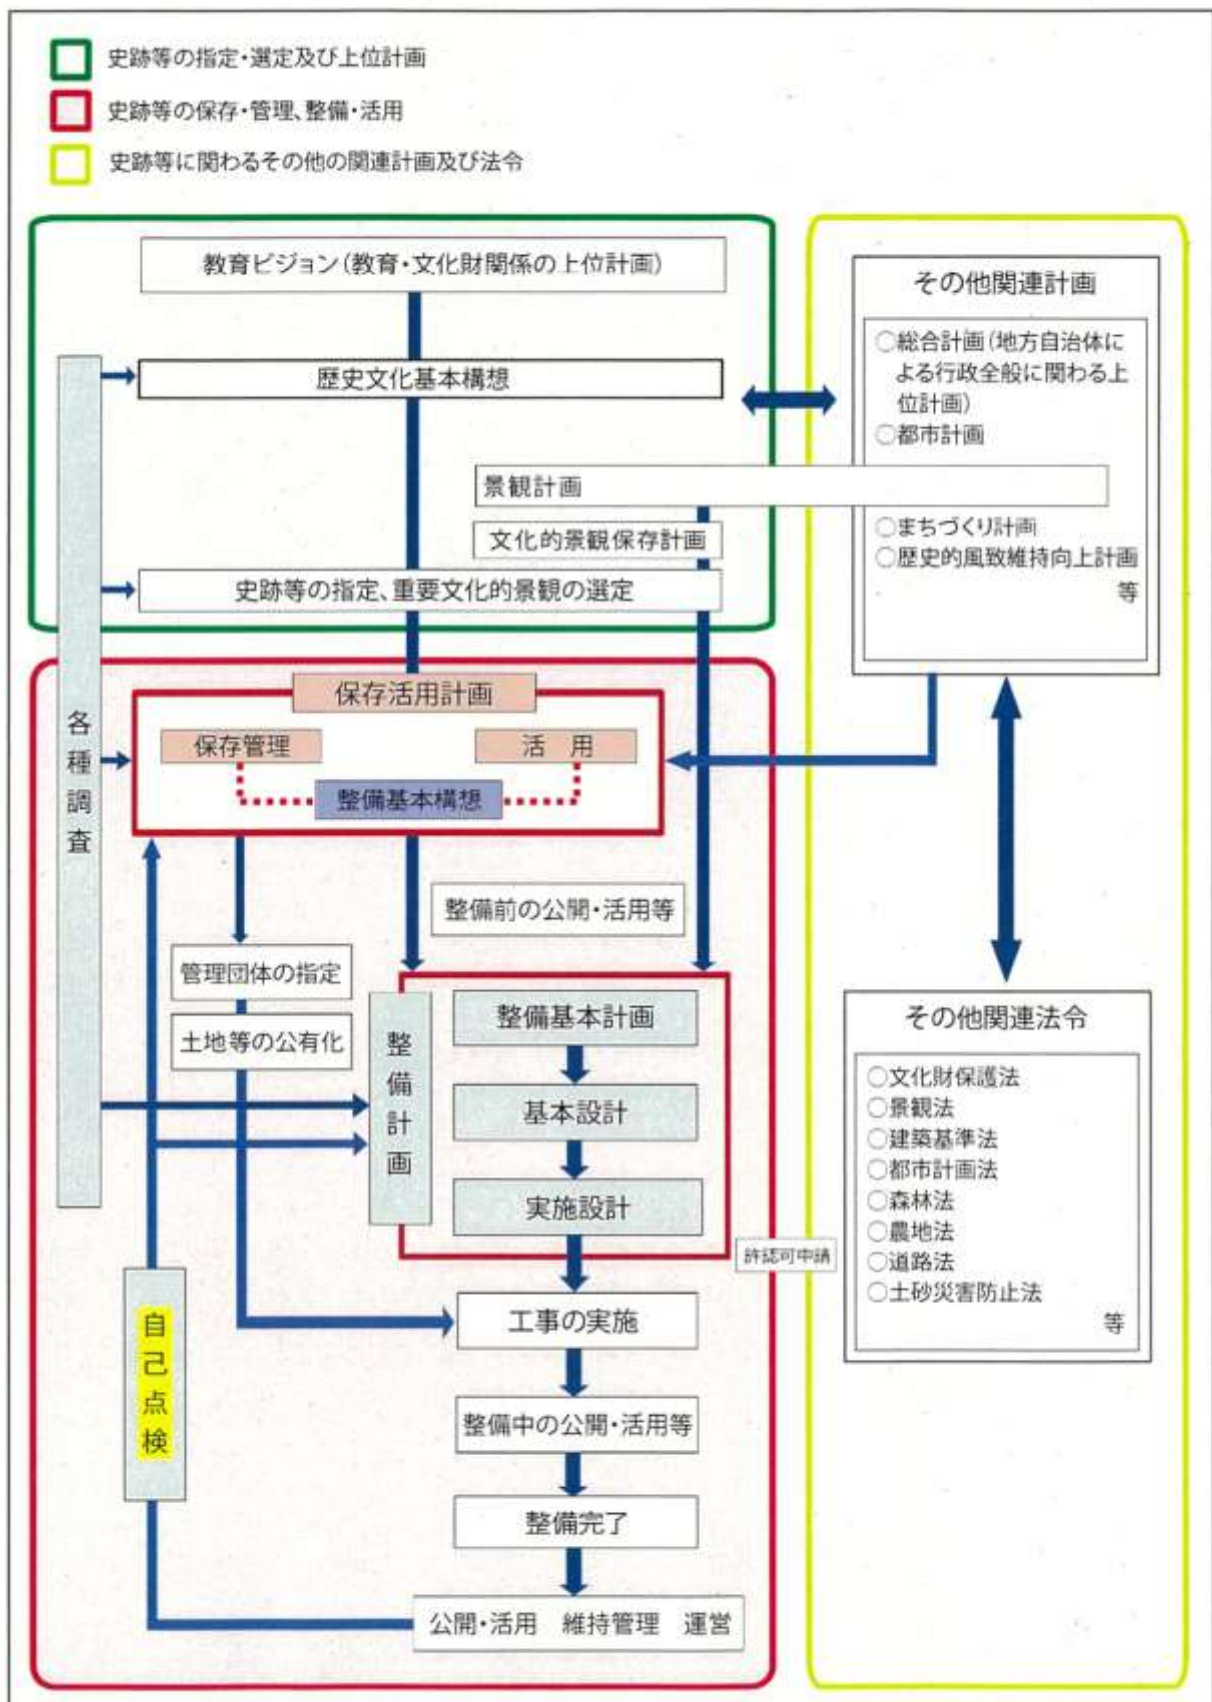 史跡等の指定・選定及び上位計画
史跡等の保存・管理、整備・活用
史跡等に関わるその他の関連計画及び法令
教育ビジョン(教育・文化財関係の上位計画)
歴史文化基本構想
景観計画
文化的景観保存計画
史跡等の指定、重要文化的景観の選定
その他関連計画
○総合計画(地方自治体に
よる行政全般に関わる上
位計画)
○都市計画
○まちづくり計画
○歴史的風致維持向上計画
等
各種調査
保存活用計画
保存管理
活 用
整備基本構想
整備前の公開・活用等
管理団体の指定
土地等の公有化
整備計画
整備基本計画
基本設計
実施設計
許認可申請
工事の実施
整備中の公開・活用等
整備完了
公開・活用 維持管理 運営
自己点検
その他関連法令
○文化財保護法
○景観法
○建築基準法
○都市計画法
○森林法
○農地法
○道路法
○土砂災害防止法
等